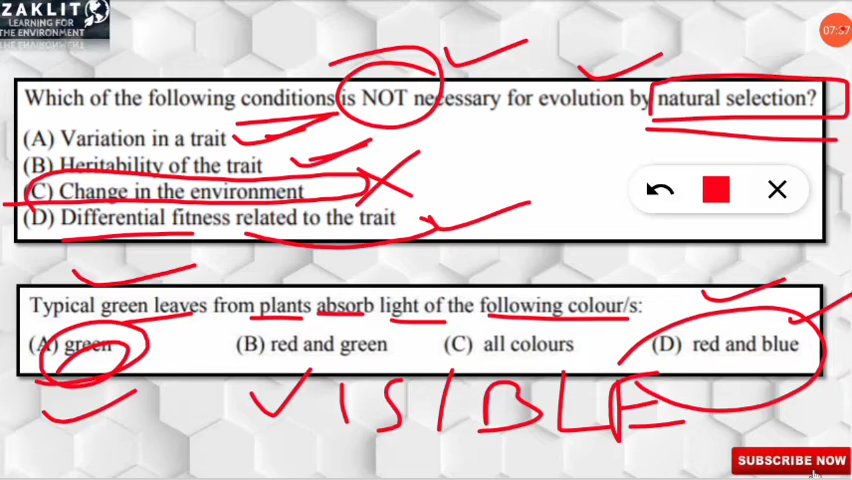 ZAKLIT
LEARNING FOR
THE ENVIRONMENT
07:37
Which of the following conditions is NOT necessary for evolution by natural selection?
(A) Variation in a trait
(B) Heritability of the trait
(C) Change in the environment
(D) Differential fitness related to the trait
Typical green leaves from plants absorb light of the following colour/s:
(A) green (B) red and green (C) all colours (D) red and blue
VISIBLE
SUBSCRIBE NOW